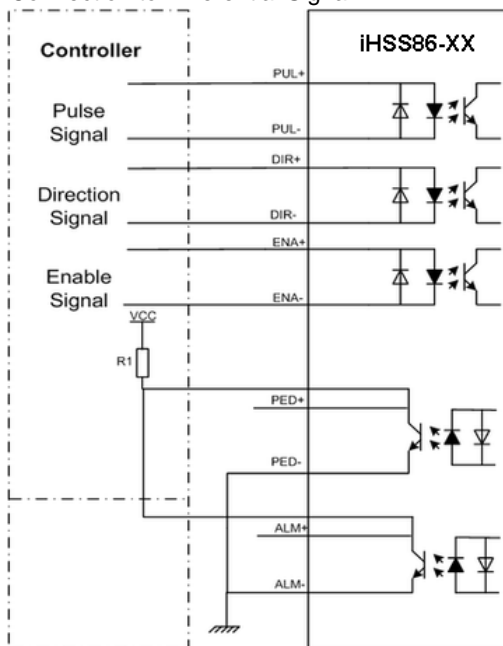 Controller
iHSS86-XX
PUL+
Pulse
Signal
PUL-
DIR+
Direction
Signal
DIR-
ENA+
Enable
Signal
ENA-
VCC
R1
PED+
PED-
ALM+
ALM-